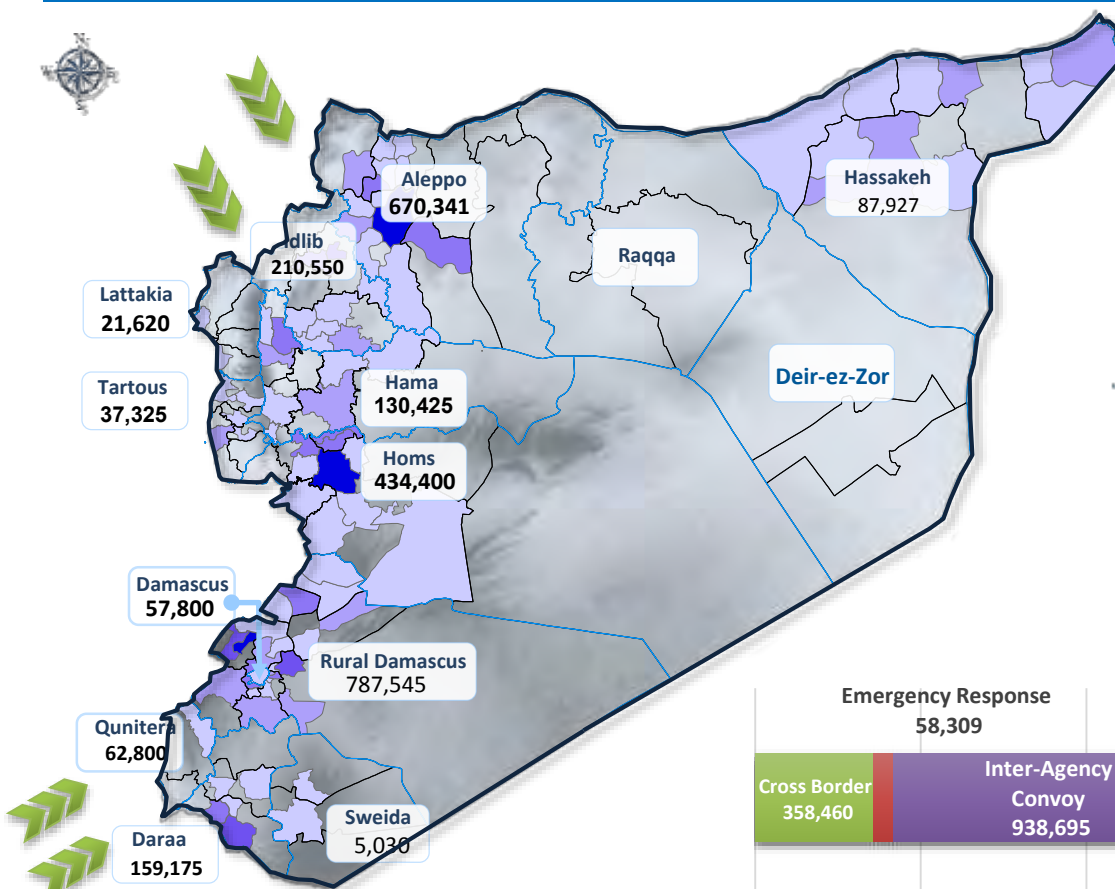 Aleppo
670,341
Hassakeh
87,927
Idlib
210,550
Raqqa
Lattakia
21,620
Deir-ez-Zor
Tartous
37,325
Hama
130,425
Homs
434,400
Damascus
57,800
Rural Damascus
787,545
Qunitera
62,800
Emergency Response
58,309
Cross Border
358,460
Inter-Agency
Convoy
938,695
Sweida
5,030
Daraa
159,175